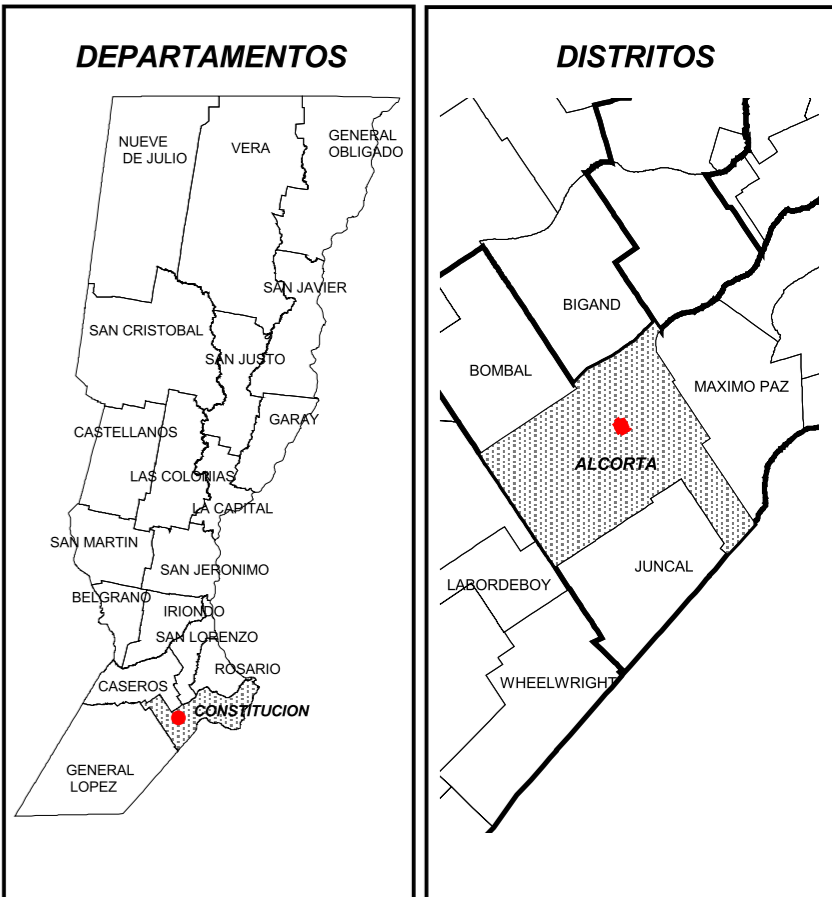 DEPARTAMENTOS
NUEVE
DE JULIO
VERA
GENERAL
OBLIGADO
SAN JAVIER
SAN CRISTOBAL
SAN JUSTO
GARAY
CASTELLANOS
LAS COLONIAS
LA CAPITAL
SAN MARTIN
SAN JERONIMO
BELGRANO
IRIONDO
SAN LORENZO
ROSARIO
CASEROS
CONSTITUCION
GENERAL
LOPEZ
DISTRITOS
BIGAND
BOMBAL
MAXIMO PAZ
ALCORTA
JUNCAL
LABORDEBOY
WHEELWRIGHT